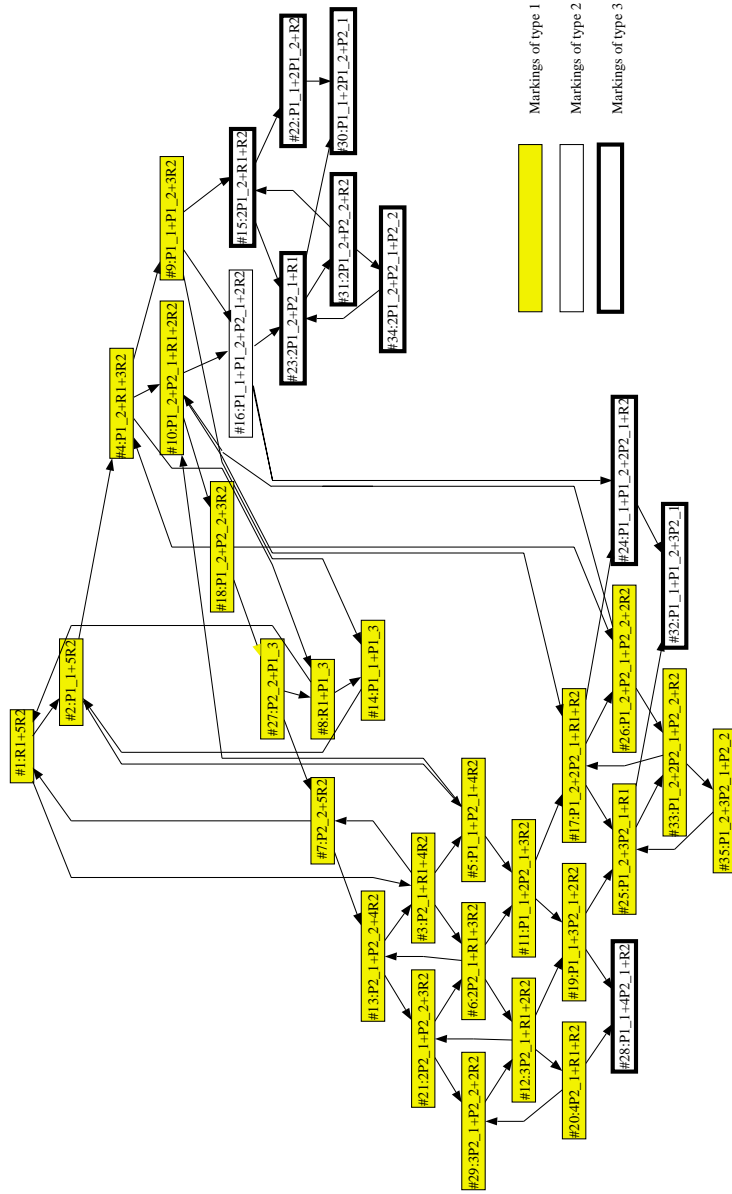 #1:R1+5R2
#2:P1_1+5R2
#4:P1_2+R1+3R2
#9:P1_1+P1_2+3R2
#10:P1_2+P2_1+R1+2R2
#15:2P1_2+R1+R2
#22:P1_1+2P1_2+R2
#18:P1_2+P2_2+3R2
#16:P1_1+P1_2+P2_1+2R2
#23:2P1_2+P2_1+R1
#31:2P1_2+P2_2+R2
#30:P1_1+2P1_2+P2_1
#27:P2_2+P1_3
#8:R1+P1_3
#14:P1_1+P1_3
#34:2P1_2+P2_1+P2_2
#7:P2_2+5R2
#13:P2_1+P2_2+4R2
#3:P2_1+R1+4R2
#21:2P2_1+P2_2+3R2
#6:2P2_1+R1+3R2
#5:P1_1+P2_1+4R2
#29:3P2_1+P2_2+2R2
#12:3P2_1+R1+2R2
#11:P1_1+2P2_1+3R2
#20:4P2_1+R1+R2
#19:P1_1+3P2_1+2R2
#17:P1_2+2P2_1+R1+R2
#28:P1_1+4P2_1+R2
#25:P1_2+3P2_1+R1
#26:P1_2+P2_1+P2_2+2R2
#24:P1_1+P1_2+2P2_1+R2
#33:P1_2+2P2_1+P2_2+R2
#32:P1_1+P1_2+3P2_1
#35:P1_2+3P2_1+P2_2
Markings of type 1
Markings of type 2
Markings of type 3